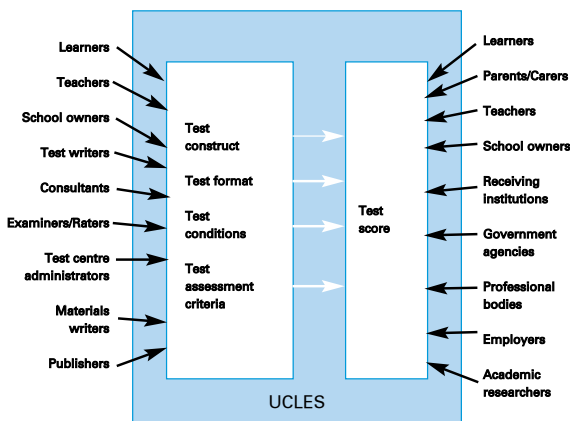 Learners
Teachers
School owners
Test writers
Consultants
Examiners/Raters
Test centre
administrators
Materials
writers
Publishers
Test
construct
Test format
Test
conditions
Test
assessment
criteria
Test
score
Learners
Parents/Carers
Teachers
School owners
Receiving
institutions
Government
agencies
Professional
bodies
Employers
Academic
researchers
UCLES